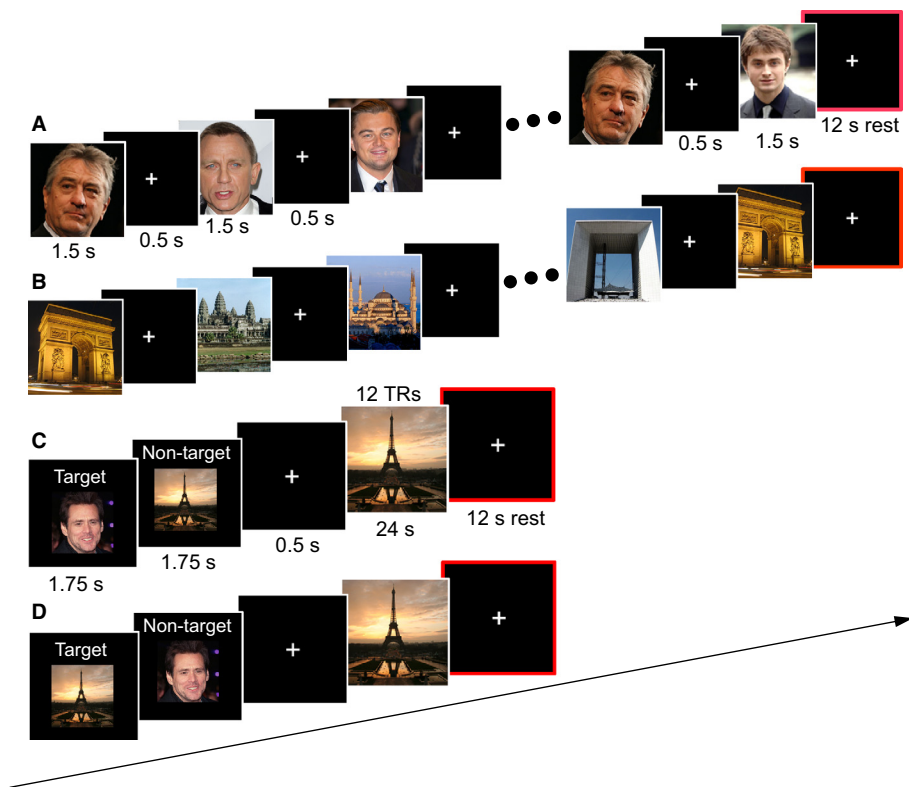 A
1.5 s
0.5 s
1.5 s
0.5 s
0.5 s
1.5 s
12 s rest
B
C
Target
1.75 s
Non-target
1.75 s
0.5 s
12 TRs
24 s
12 s rest
D
Target
Non-target